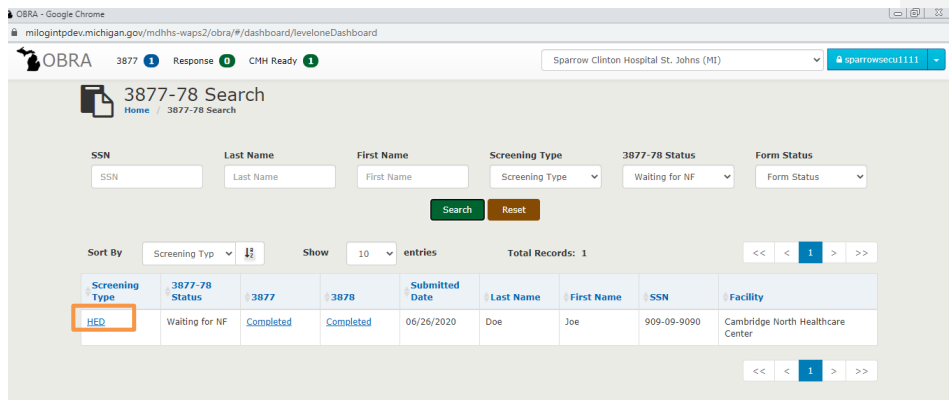 OBRA - Google Chrome
milogintpdev.michigan.gov/mdhhs-waps2/obra/#/dashboard/leveloneDashboard
OBRA 3877 1 Response 0 CMH Ready 1 Sparrow Clinton Hospital St. Johns (MI) sparrowsecu1111
3877-78 Search
Home / 3877-78 Search
SSN Last Name First Name Screening Type 3877-78 Status Form Status
SSN Last Name First Name Screening Type Waiting for NF Form Status
Search Reset
Sort By Screening Typ Show 10 entries Total Records: 1 << < 1 > >>
Screening Type 3877-78 Status 3877 3878 Submitted Date Last Name First Name SSN Facility
HED Waiting for NF Completed Completed 06/26/2020 Doe Joe 909-09-9090 Cambridge North Healthcare Center
<< < 1 > >>